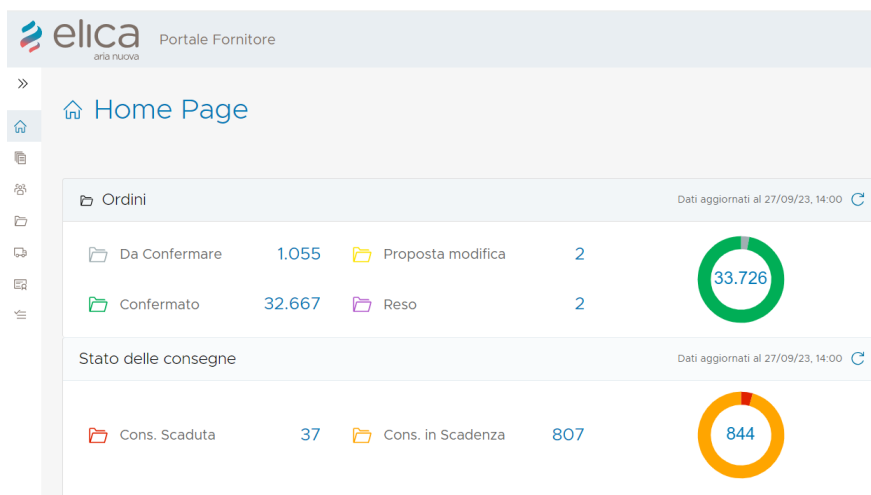 elica
aria nuova
Portale Fornitore
Home Page
Ordini
Dati aggiornati al 27/09/23, 14:00
Da Confermare 1.055 Proposta modifica 2
33.726
Confermato 32.667 Reso 2
Stato delle consegne
Dati aggiornati al 27/09/23, 14:00
Cons. Scaduta 37 Cons. in Scadenza 807
844